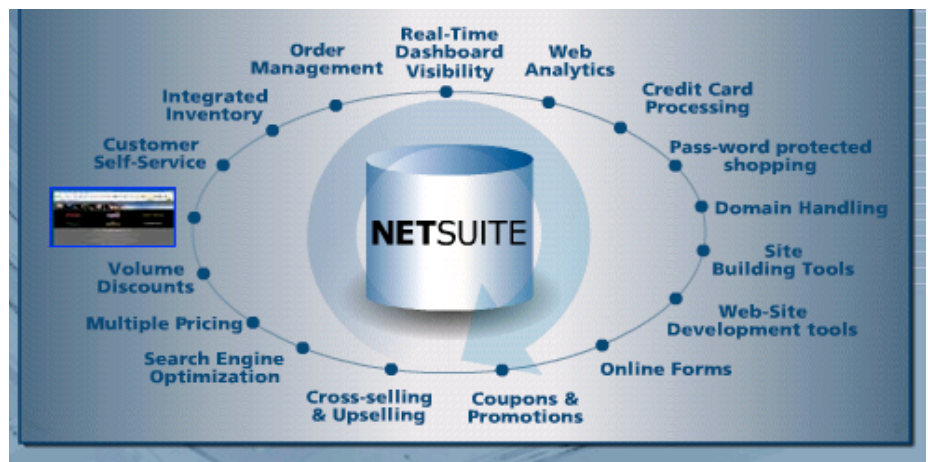 Real-Time
Dashboard
Visibility
Web
Analytics
Credit Card
Processing
Pass-word protected
shopping
Domain Handling
Site
Building Tools
Web-Site
Development tools
Online Forms
Coupons &
Promotions
Cross-selling
& Upselling
Search Engine
Optimization
Multiple Pricing
Volume
Discounts
Customer
Self-Service
Integrated
Inventory
Order
Management
NETSUITE